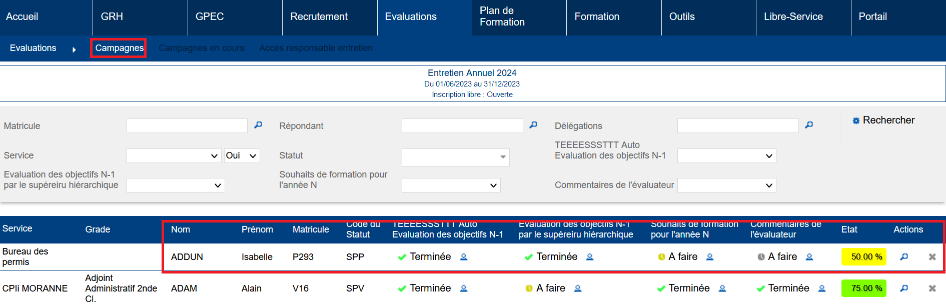 Accueil GRH GPEC Recrutement Evaluations Plan de Formation Formation Outils Libre-Service Portail
Evaluations Campagnes Campagnes en cours Accès responsable entretien
Entretien Annuel 2024
Du 01/06/2023 au 31/12/2023
Inscription libre : Ouverte
Matricule Répondant Délégations Rechercher
Service Oui Statut TEEEESSSTTT Auto
Evaluation des objectifs N-1
Evaluation des objectifs N-1
par le supéreiru hiérarchique
Souhaits de formation pour
l'année N
Commentaires de l'évaluateur
Service Grade Nom Prénom Matricule Code du
Statut
TEEEESSSTTT Auto
Evaluation des objectifs N-1
Evaluation des objectifs N-1
par le supéreiru hiérarchique
Souhaits de formation
pour l'année N
Commentaires de
l'évaluateur
Etat Actions
Bureau des
permis
ADDUN Isabelle P293 SPP Terminée Terminée A faire A faire 50.00 %
CPIi MORANNE Adjoint
Administratif 2nde
Cl.
ADAM Alain V16 SPV Terminée A faire Terminée Terminée 75.00 %